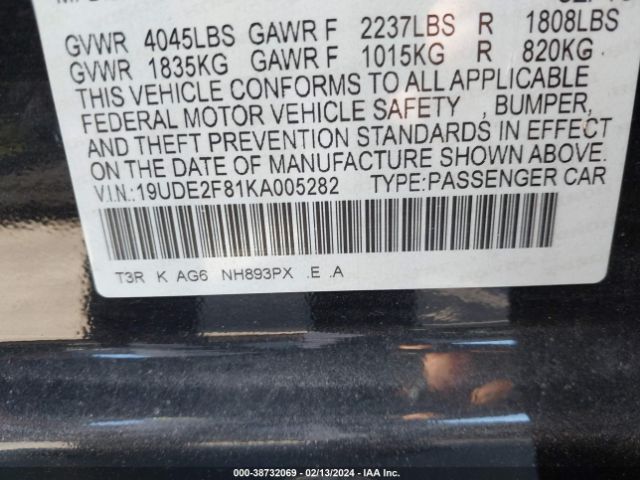 GVWR 4045LBS GAWR F 2237LBS R 1808LBS
GVWR 1835KG GAWR F 1015KG R 820KG
THIS VEHICLE CONFORMS TO ALL APPLICABLE
FEDERAL MOTOR VEHICLE SAFETY , BUMPER,
AND THEFT PREVENTION STANDARDS IN EFFECT
ON THE DATE OF MANUFACTURE SHOWN ABOVE.
V.I.N.:19UDE2F81KA005282 TYPE:PASSENGER CAR
T3R K AG6 NH893PX .E .A
000-38732069 - 02/13/2024 - IAA Inc.